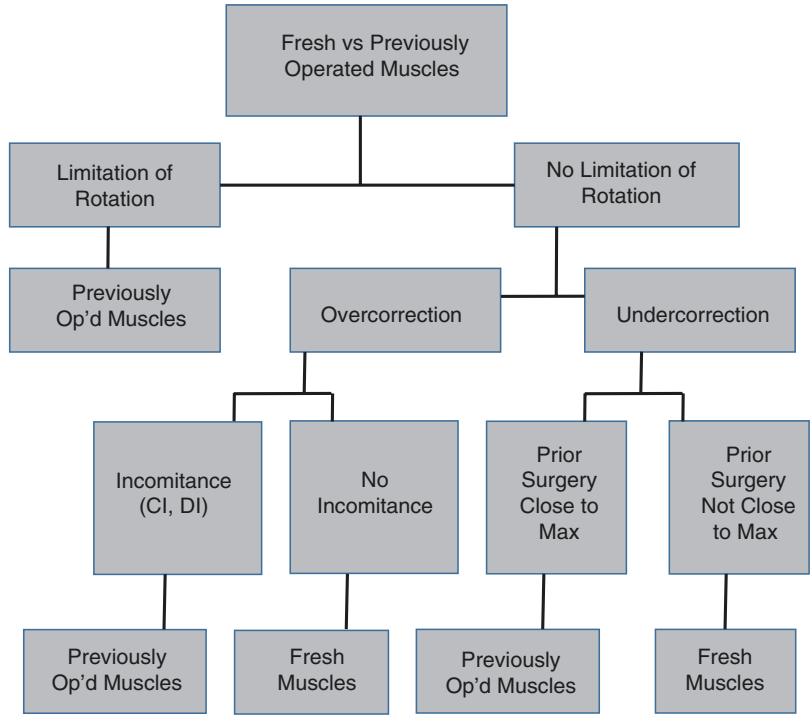 Fresh vs Previously
Operated Muscles
Limitation of
Rotation
No Limitation of
Rotation
Previously
Op'd Muscles
Overcorrection
Undercorrection
Incomitance
(CI, DI)
No
Incomitance
Prior
Surgery
Close to
Max
Prior
Surgery
Not Close
to Max
Previously
Op'd Muscles
Fresh
Muscles
Previously
Op'd Muscles
Fresh
Muscles